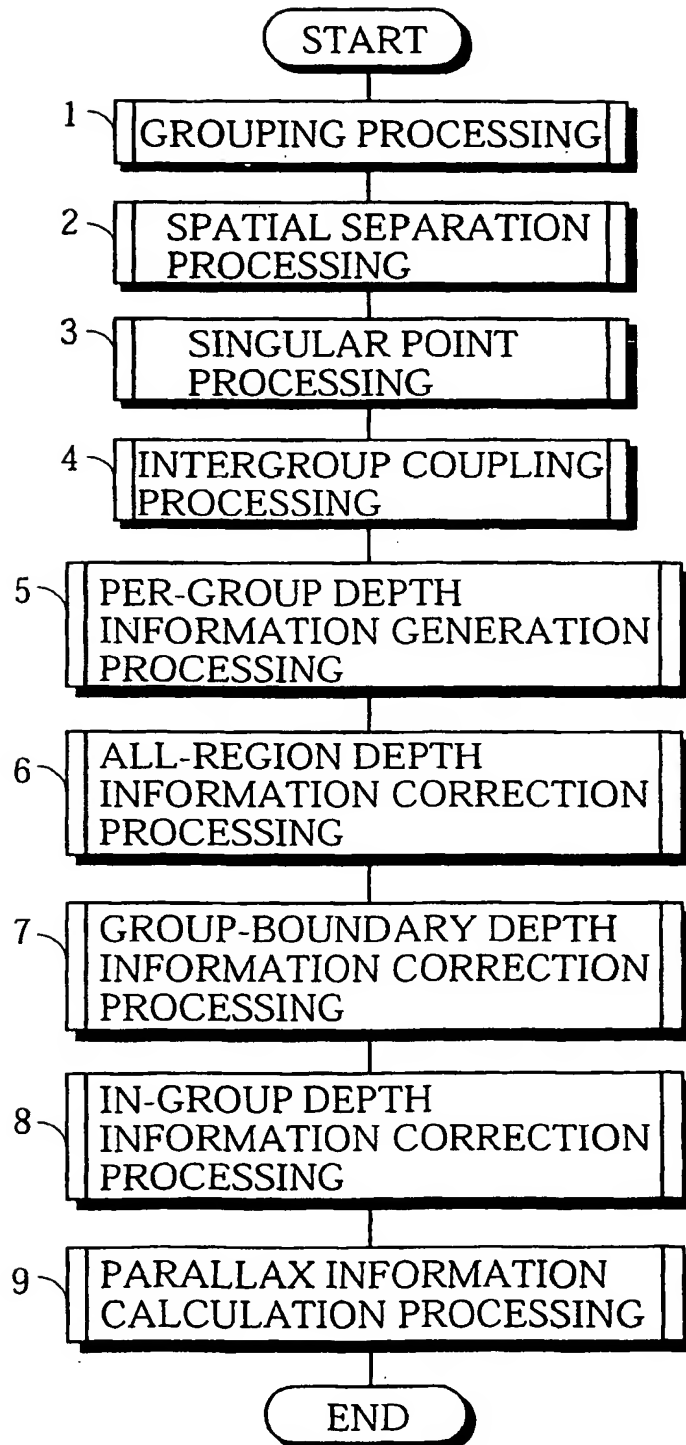 START
1
GROUPING PROCESSING
2
SPATIAL SEPARATION
PROCESSING
3
SINGULAR POINT
PROCESSING
4
INTERGROUP COUPLING
PROCESSING
5
PER-GROUP DEPTH
INFORMATION GENERATION
PROCESSING
6
ALL-REGION DEPTH
INFORMATION CORRECTION
PROCESSING
7
GROUP-BOUNDARY DEPTH
INFORMATION CORRECTION
PROCESSING
8
IN-GROUP DEPTH
INFORMATION CORRECTION
PROCESSING
9
PARALLAX INFORMATION
CALCULATION PROCESSING
END